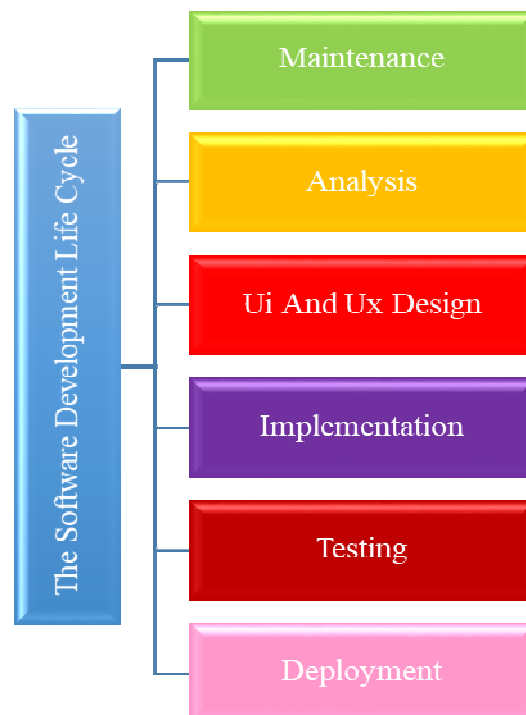 The Software Development Life Cycle
Maintenance
Analysis
Ui And Ux Design
Implementation
Testing
Deployment